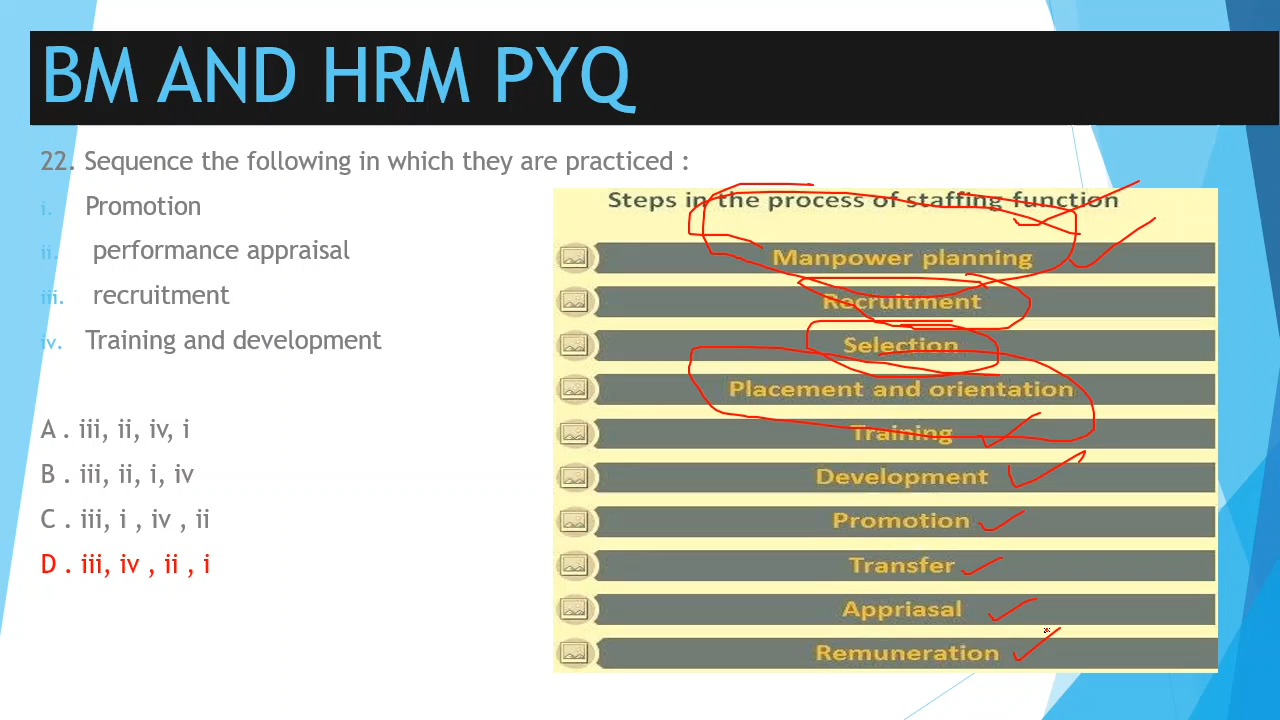 BM AND HRM PYQ
22. Sequence the following in which they are practiced :
i. Promotion
ii. performance appraisal
iii. recruitment
iv. Training and development
A . iii, ii, iv, i
B . iii, ii, i, iv
C . iii, i , iv , ii
D . iii, iv , ii , i
Steps in the process of staffing function
Manpower planning
Recruitment
Selection
Placement and orientation
Training
Development
Promotion
Transfer
Appriasal
Remuneration